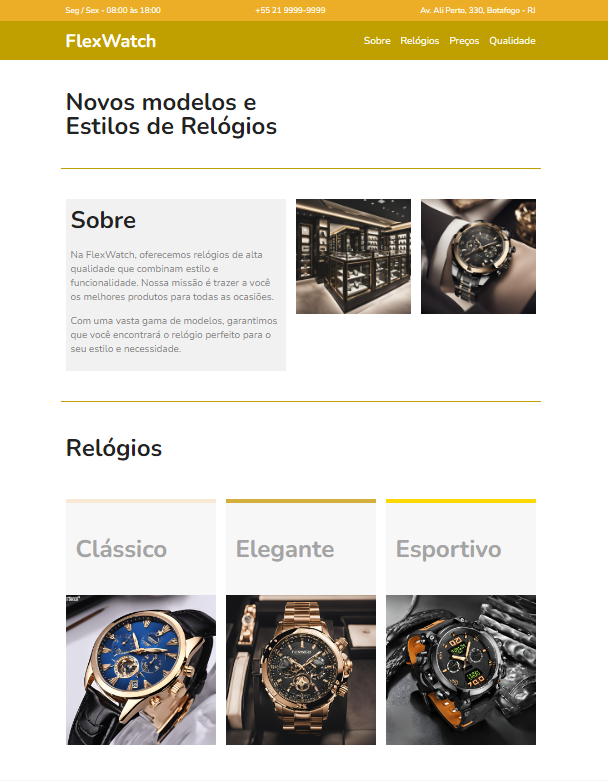 Seg / Sex - 08:00 às 18:00
+55 21 9999-9999
Av. Ali Perto, 330, Botafogo - RJ
FlexWatch
Sobre Relógios Preços Qualidade
Novos modelos e
Estilos de Relógios
Sobre
Na FlexWatch, oferecemos relógios de alta
qualidade que combinam estilo e
funcionalidade. Nossa missão é trazer a você
os melhores produtos para todas as ocasiões.
Com uma vasta gama de modelos, garantimos
que você encontrará o relógio perfeito para o
seu estilo e necessidade.
Relógios
Clássico
Elegante
Esportivo